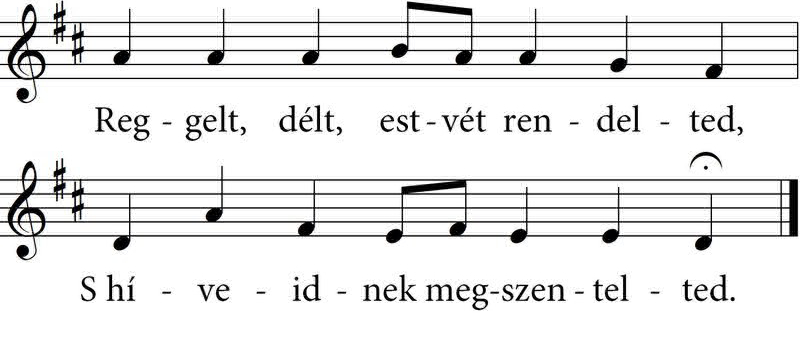 Reg - gelt, délt, est - vét ren - del - ted,
S hí - ve - id - nek meg-szen - tel - ted.